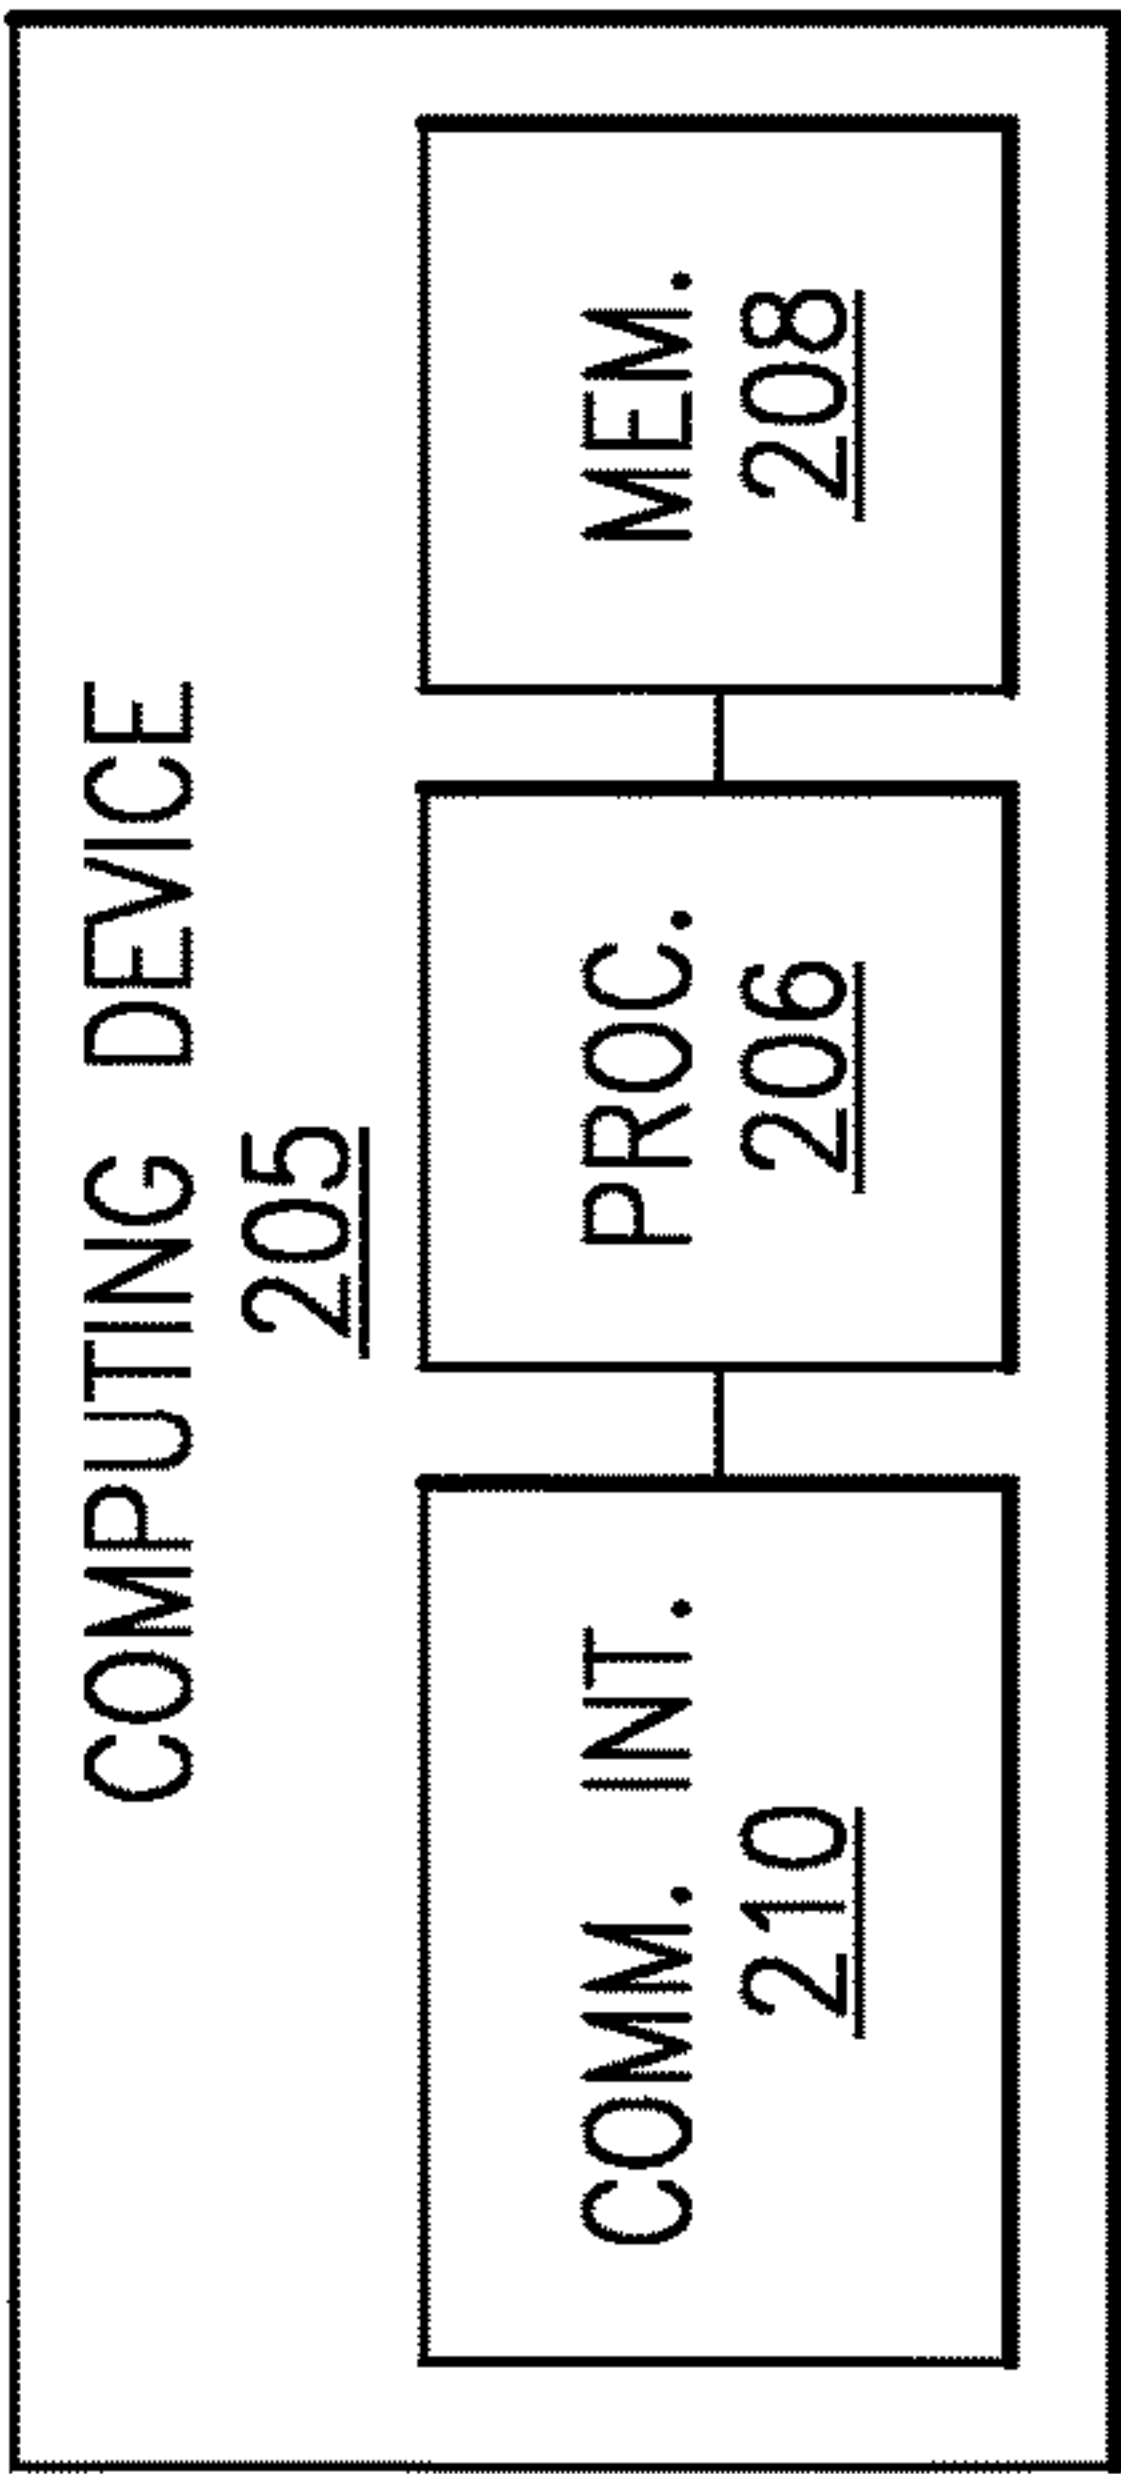 COMPUTING DEVICE
205
COMM. INT.
210
PROC.
206
MEM.
208